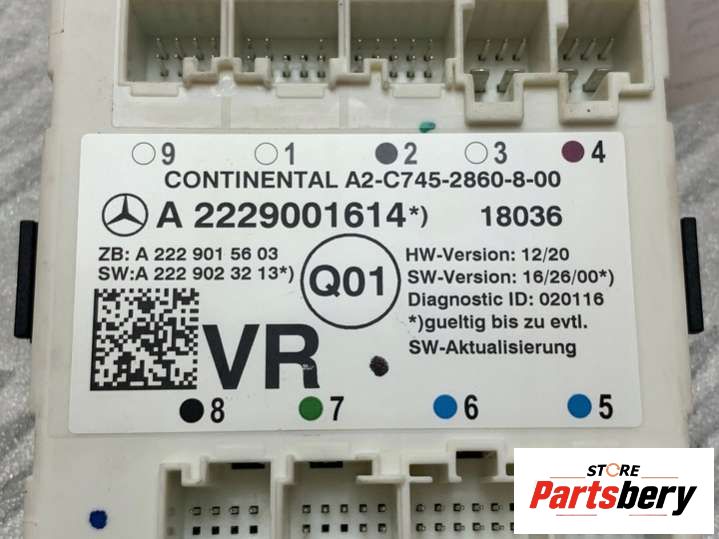 9 1 2 3 4
CONTINENTAL A2-C745-2860-8-00
A 2229001614*) 18036
ZB: A 222 901 56 03
SW:A 222 902 32 13*)
Q01
HW-Version: 12/20
SW-Version: 16/26/00*)
Diagnostic ID: 020116
*)gueltig bis zu evtl.
SW-Aktualisierung
VR
8 7 6 5
STORE
Partsbery